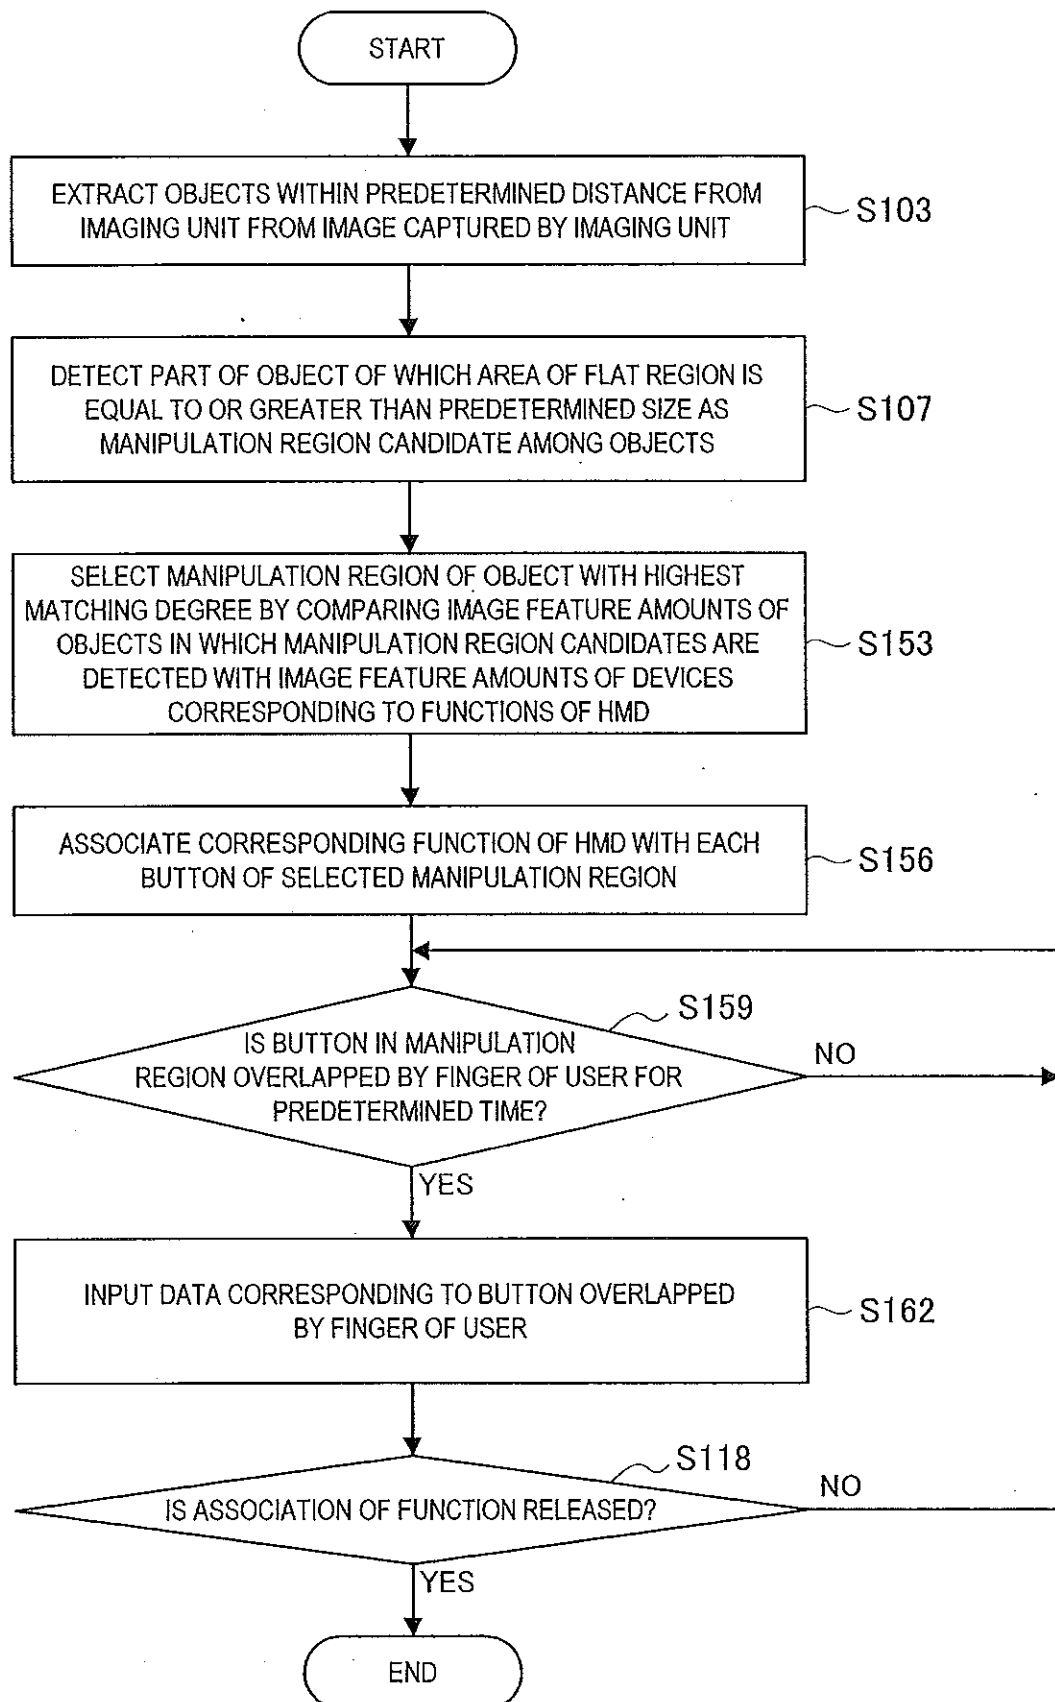 START
EXTRACT OBJECTS WITHIN PREDETERMINED DISTANCE FROM
IMAGING UNIT FROM IMAGE CAPTURED BY IMAGING UNIT
S103
DETECT PART OF OBJECT OF WHICH AREA OF FLAT REGION IS
EQUAL TO OR GREATER THAN PREDETERMINED SIZE AS
MANIPULATION REGION CANDIDATE AMONG OBJECTS
S107
SELECT MANIPULATION REGION OF OBJECT WITH HIGHEST
MATCHING DEGREE BY COMPARING IMAGE FEATURE AMOUNTS OF
OBJECTS IN WHICH MANIPULATION REGION CANDIDATES ARE
DETECTED WITH IMAGE FEATURE AMOUNTS OF DEVICES
CORRESPONDING TO FUNCTIONS OF HMD
S153
ASSOCIATE CORRESPONDING FUNCTION OF HMD WITH EACH
BUTTON OF SELECTED MANIPULATION REGION
S156
S159
IS BUTTON IN MANIPULATION
REGION OVERLAPPED BY FINGER OF USER FOR
PREDETERMINED TIME?
NO
YES
INPUT DATA CORRESPONDING TO BUTTON OVERLAPPED
BY FINGER OF USER
S162
S118
IS ASSOCIATION OF FUNCTION RELEASED?
NO
YES
END